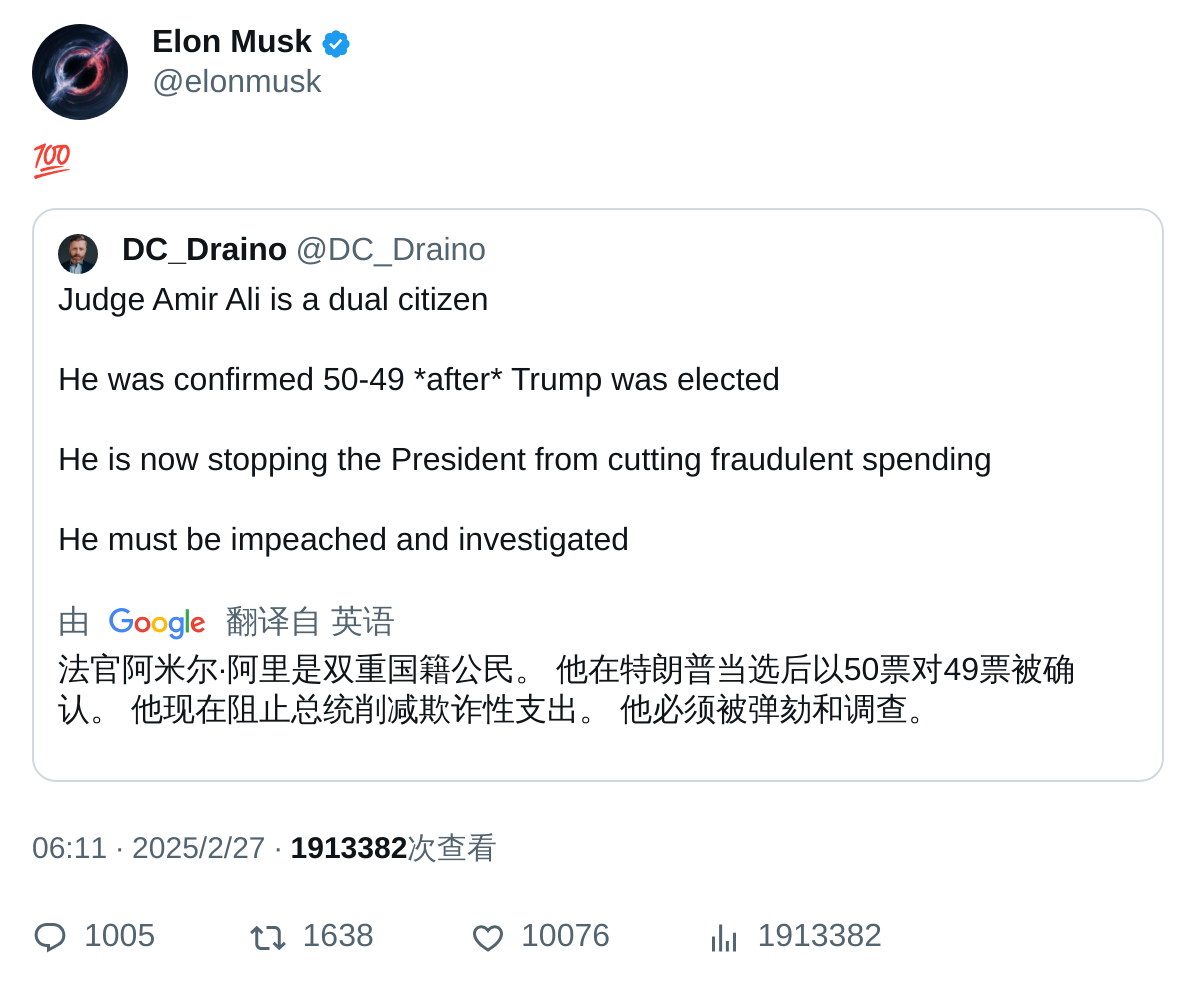 Elon Musk
@elonmusk
💯
DC_Draino @DC_Draino
Judge Amir Ali is a dual citizen
He was confirmed 50-49 *after* Trump was elected
He is now stopping the President from cutting fraudulent spending
He must be impeached and investigated
由 Google 翻译自 英语
法官阿米尔·阿里是双重国籍公民。 他在特朗普当选后以50票对49票被确
认。 他现在阻止总统削减欺诈性支出。 他必须被弹劾和调查。
06:11 · 2025/2/27 · 1913382次查看
1005 1638 10076 1913382